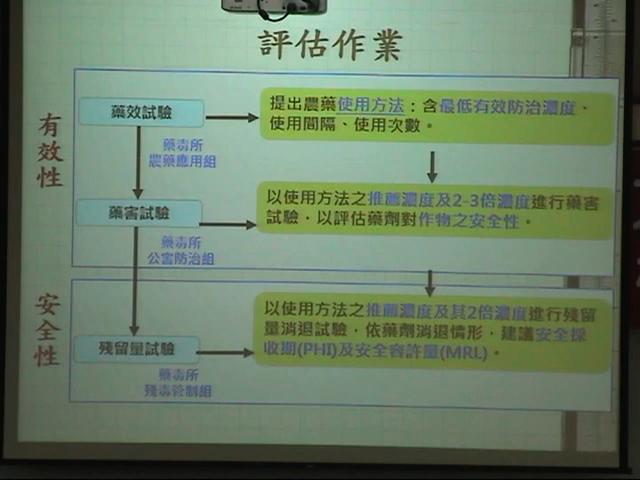 評估作業
有效性
藥效試驗
藥毒所
農藥應用組
提出農藥使用方法：含最低有效防治濃度、
使用間隔、使用次數。
藥害試驗
藥毒所
公害防治組
以使用方法之推薦濃度及2-3倍濃度進行藥害
試驗，以評估藥劑對作物之安全性。
安全性
殘留量試驗
藥毒所
殘毒管制組
以使用方法之推薦濃度及其2倍濃度進行殘留
量消退試驗，依藥劑消退情形，建議安全採
收期(PHI)及安全容許量(MRL)。